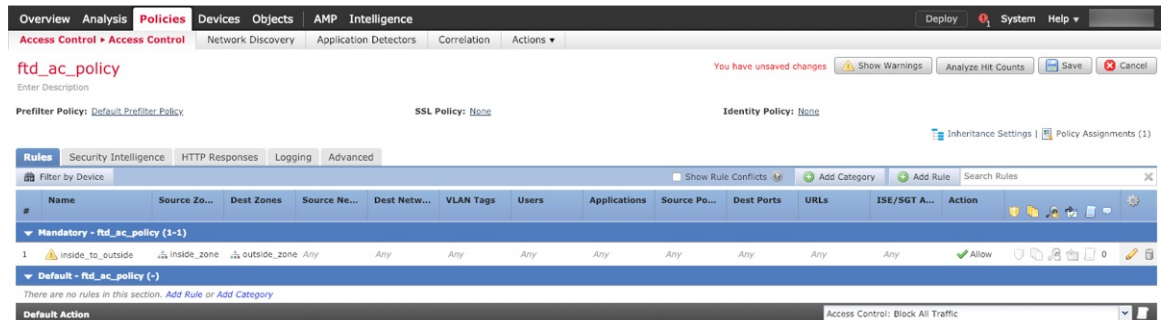 Overview Analysis Policies Devices Objects AMP Intelligence Deploy 1 System Help
Access Control ▸ Access Control Network Discovery Application Detectors Correlation Actions
ftd_ac_policy You have unsaved changes Show Warnings Analyze Hit Counts Save Cancel
Enter Description
Prefilter Policy: Default Prefilter Policy SSL Policy: None Identity Policy: None
Inheritance Settings | Policy Assignments (1)
Rules Security Intelligence HTTP Responses Logging Advanced
Filter by Device Show Rule Conflicts Add Category Add Rule Search Rules
# Name Source Zo... Dest Zones Source Ne... Dest Netw... VLAN Tags Users Applications Source Po... Dest Ports URLs ISE/SGT A... Action
Mandatory - ftd_ac_policy (1-1)
1 inside_to_outside inside_zone outside_zone Any Any Any Any Any Any Any Any Any Allow 0
Default - ftd_ac_policy (-)
There are no rules in this section. Add Rule or Add Category
Default Action Access Control: Block All Traffic